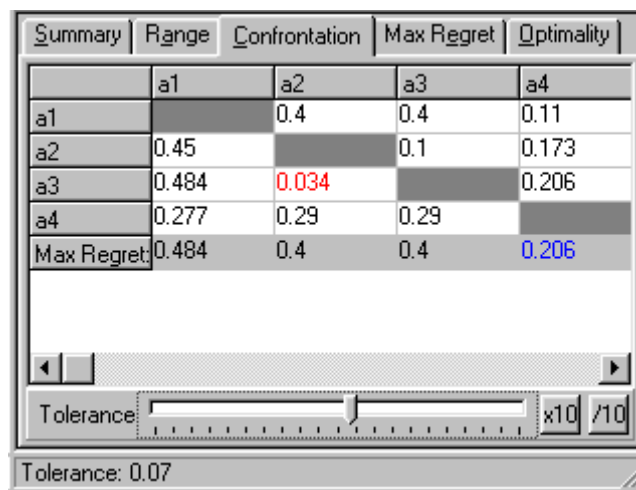 Summary Range Confrontation Max Regret Optimality
a1 a2 a3 a4
a1 0.4 0.4 0.11
a2 0.45 0.1 0.173
a3 0.484 0.034 0.206
a4 0.277 0.29 0.29
Max Regret: 0.484 0.4 0.4 0.206
Tolerance x10 /10
Tolerance: 0.07